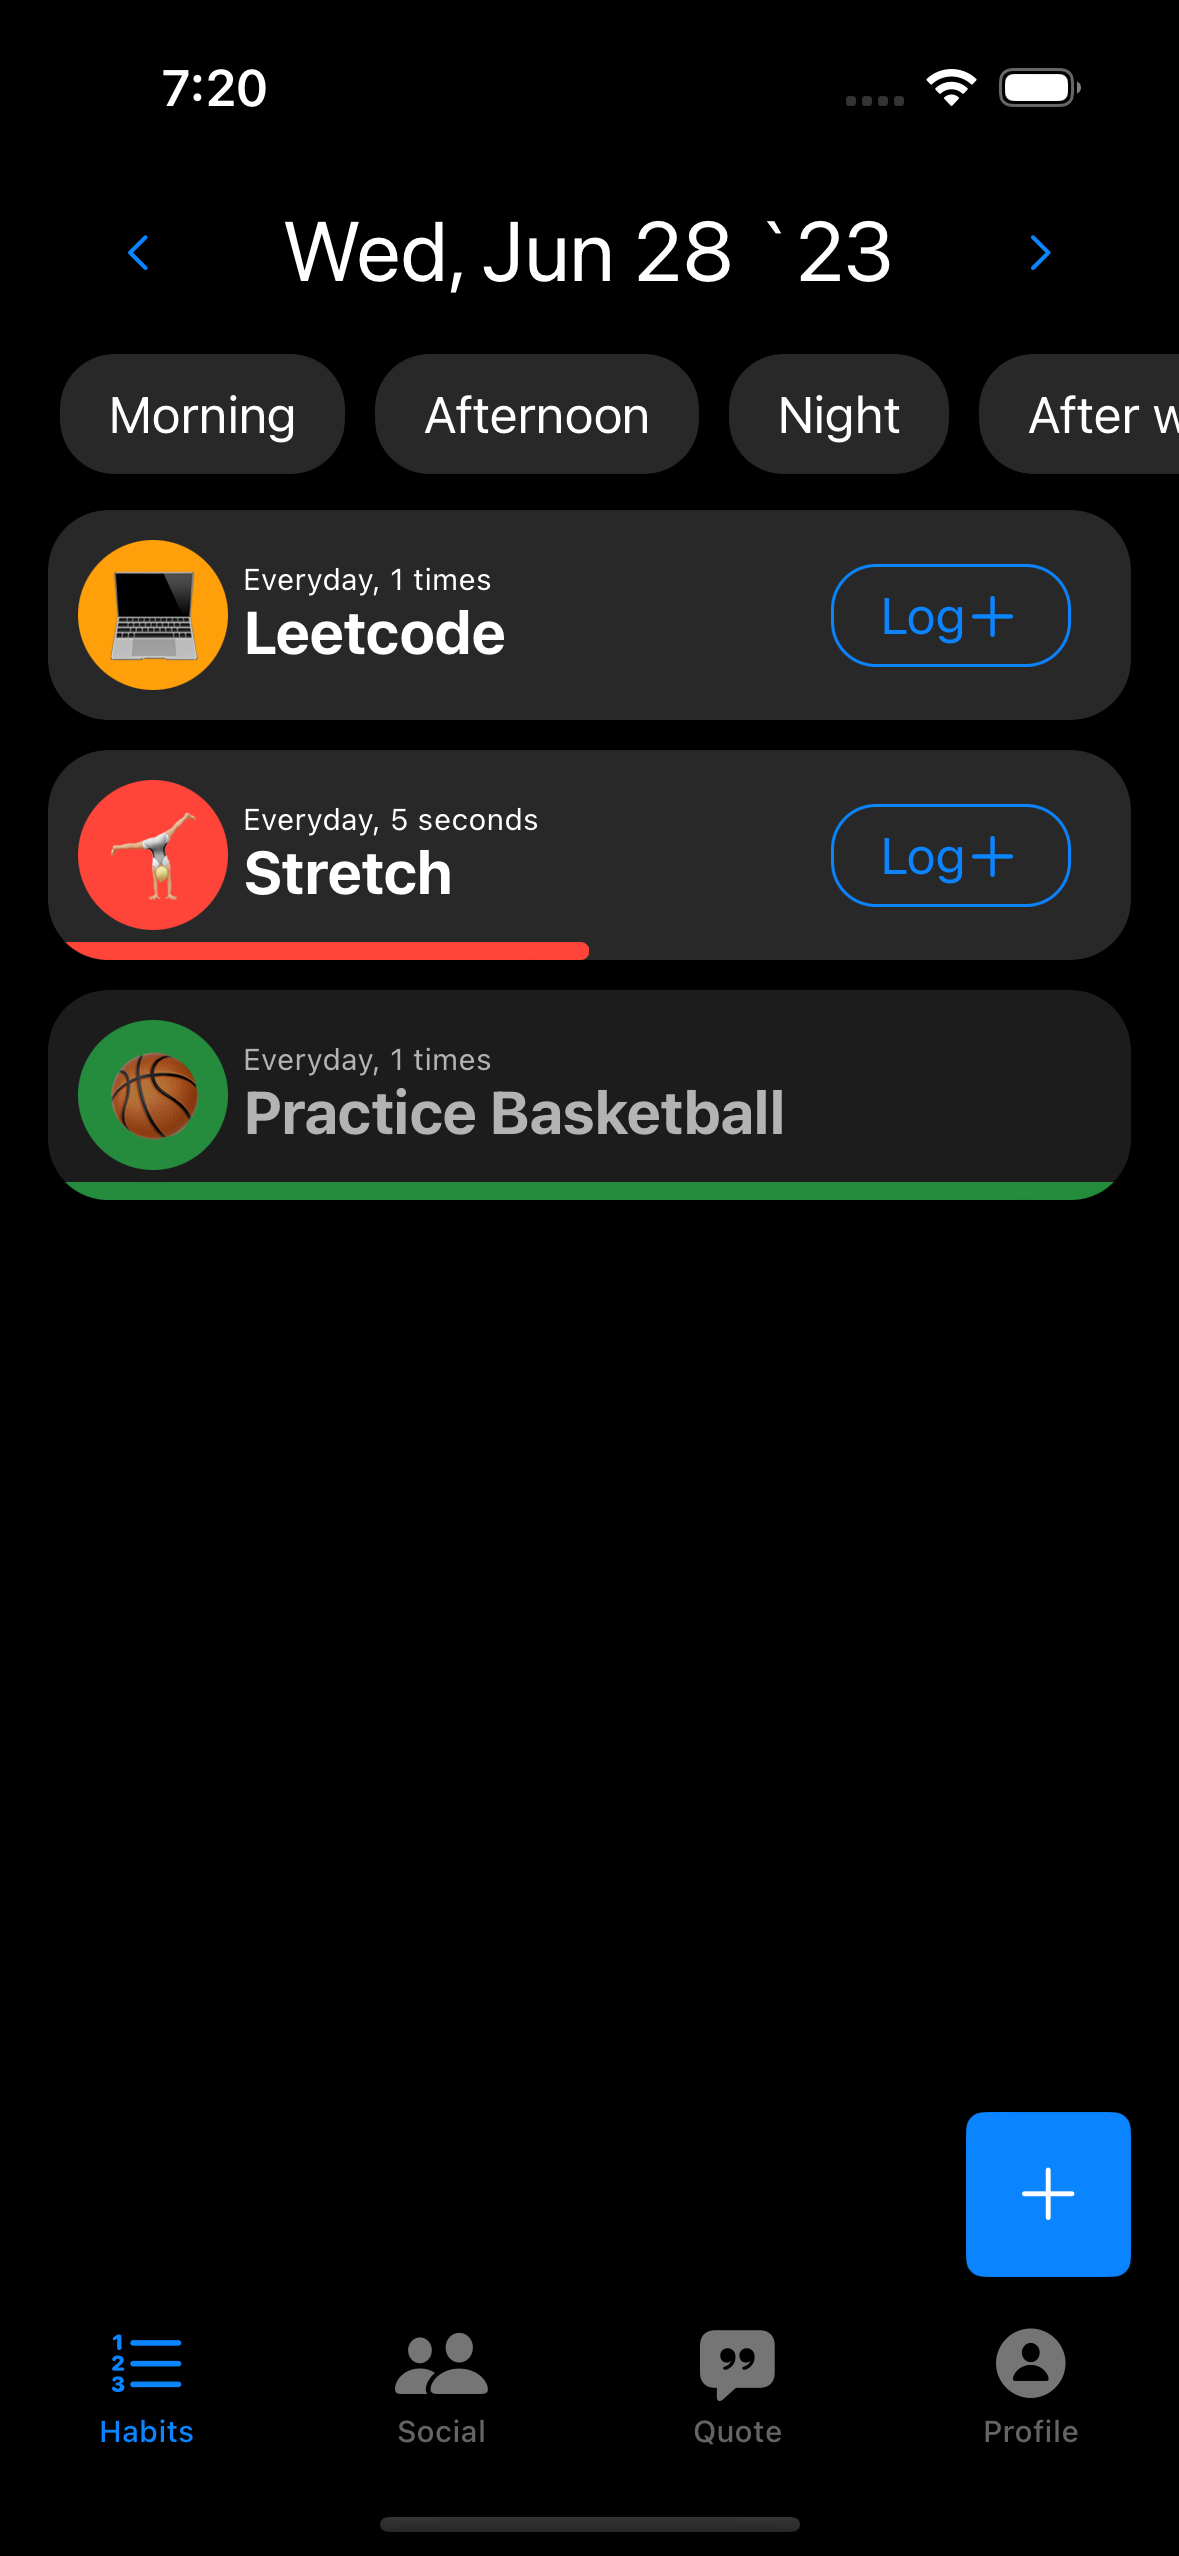 7:20
Wed, Jun 28 `23
Morning Afternoon Night After w
Everyday, 1 times
Leetcode
Log+
Everyday, 5 seconds
Stretch
Log+
Everyday, 1 times
Practice Basketball
Habits Social Quote Profile